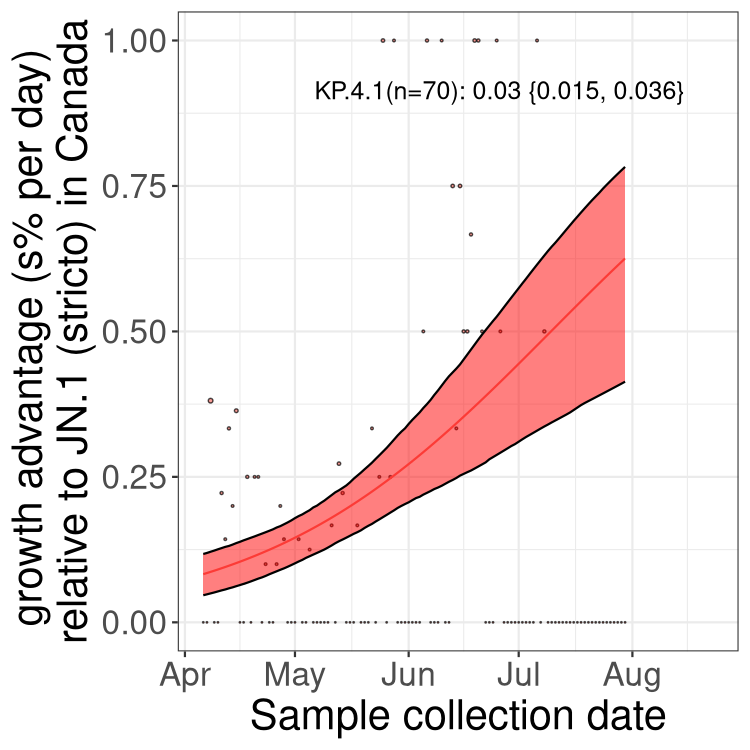 growth advantage (s% per day)
relative to JN.1 (stricto) in Canada
1.00
KP.4.1(n=70): 0.03 {0.015, 0.036}
0.75
0.50
0.25
0.00
Apr May Jun Jul Aug
Sample collection date